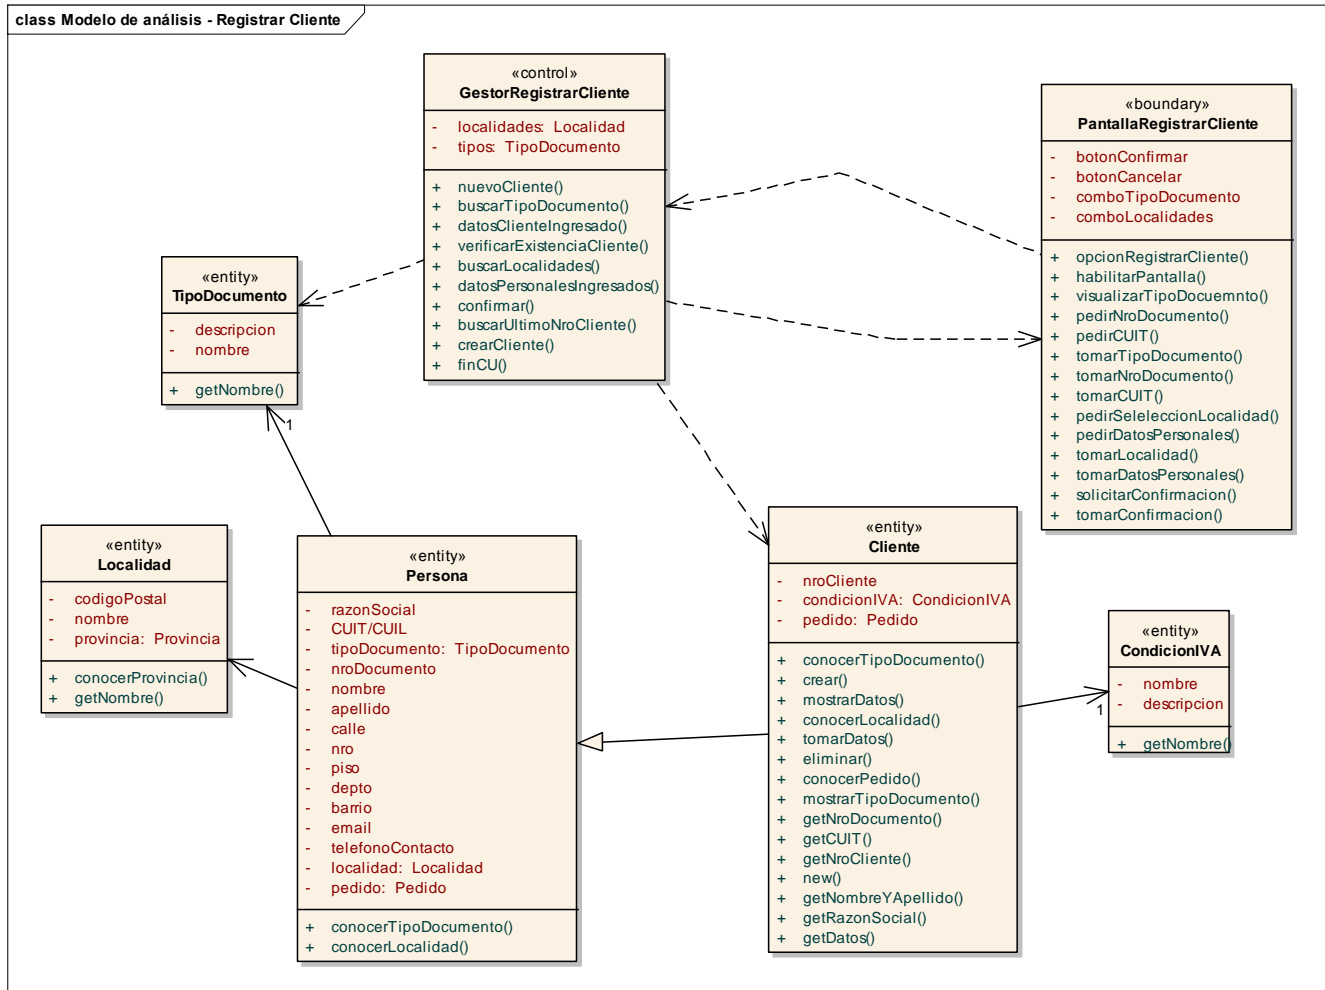 class Modelo de análisis - Registrar Cliente
«control»
GestorRegistrarCliente
- localidades: Localidad
- tipos: TipoDocumento
+ nuevoCliente()
+ buscarTipoDocumento()
+ datosClienteIngresado()
+ verificarExistenciaCliente()
+ buscarLocalidades()
+ datosPersonalesIngresados()
+ confirmar()
+ buscarUltimoNroCliente()
+ crearCliente()
+ finCU()
«boundary»
PantallaRegistrarCliente
- botonConfirmar
- botonCancelar
- comboTipoDocumento
- comboLocalidades
+ opcionRegistrarCliente()
+ habilitarPantalla()
+ visualizarTipoDocuemnto()
+ pedirNroDocumento()
+ pedirCUIT()
+ tomarTipoDocumento()
+ tomarNroDocumento()
+ tomarCUIT()
+ pedirSeleleccionLocalidad()
+ pedirDatosPersonales()
+ tomarLocalidad()
+ tomarDatosPersonales()
+ solicitarConfirmacion()
+ tomarConfirmacion()
«entity»
TipoDocumento
- descripcion
- nombre
+ getNombre()
1
«entity»
Localidad
- codigoPostal
- nombre
- provincia: Provincia
+ conocerProvincia()
+ getNombre()
«entity»
Persona
- razonSocial
- CUIT/CUIL
- tipoDocumento: TipoDocumento
- nroDocumento
- nombre
- apellido
- calle
- nro
- piso
- depto
- barrio
- email
- telefonoContacto
- localidad: Localidad
- pedido: Pedido
+ conocerTipoDocumento()
+ conocerLocalidad()
«entity»
Cliente
- nroCliente
- condicionIVA: CondicionIVA
- pedido: Pedido
+ conocerTipoDocumento()
+ crear()
+ mostrarDatos()
+ conocerLocalidad()
+ tomarDatos()
+ eliminar()
+ conocerPedido()
+ mostrarTipoDocumento()
+ getNroDocumento()
+ getCUIT()
+ getNroCliente()
+ new()
+ getNombreYApellido()
+ getRazonSocial()
+ getDatos()
1
«entity»
CondicionIVA
- nombre
- descripcion
+ getNombre()